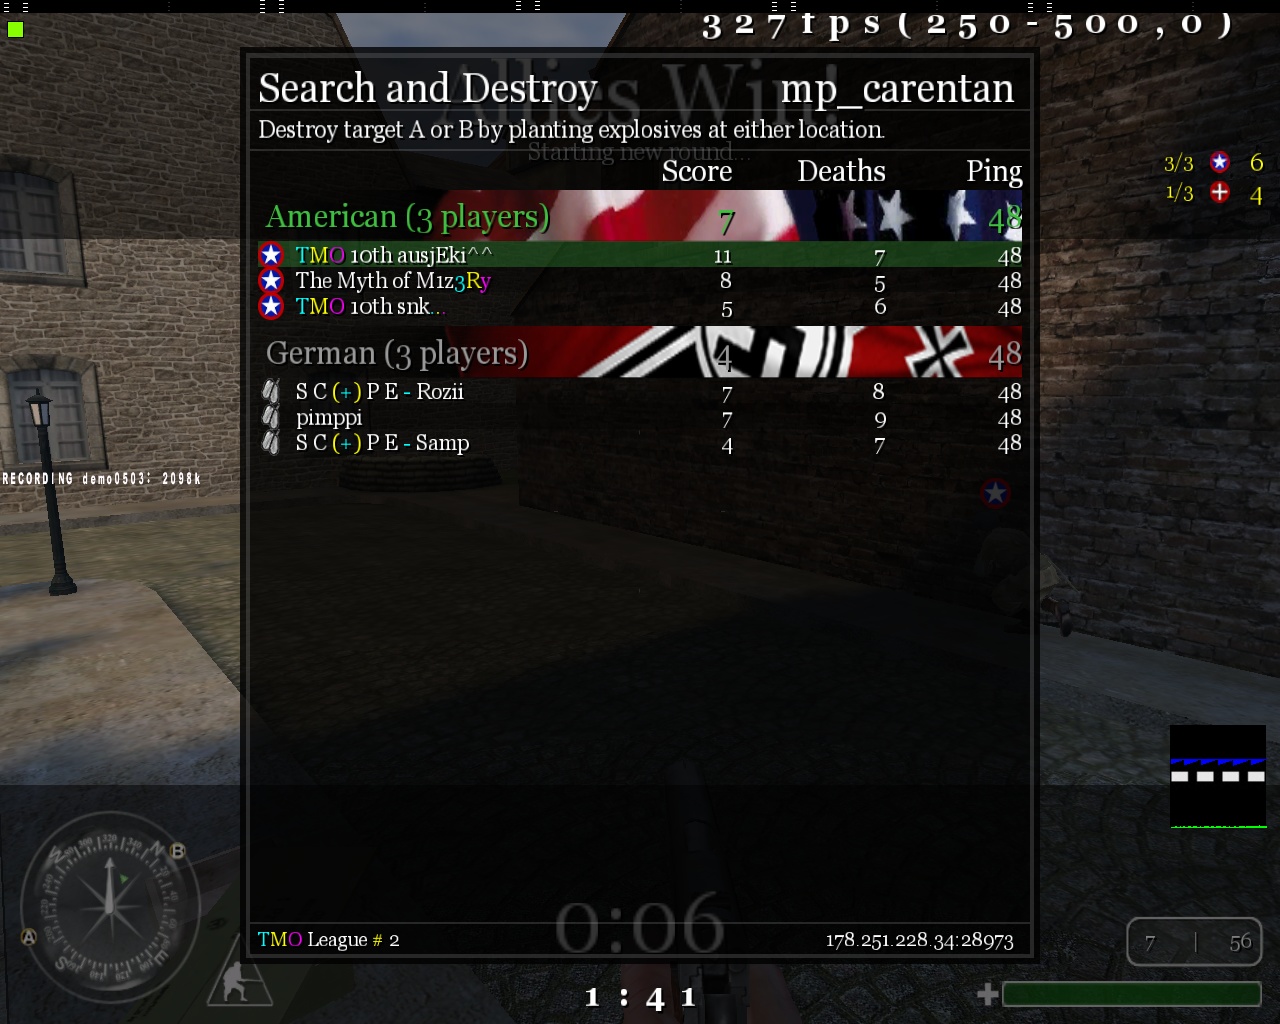 327fps(250-500,0)
Allies Win!
Search and Destroy mp_carentan
Destroy target A or B by planting explosives at either location.
Starting new round...
Score Deaths Ping
3/3 6
1/3 4
American (3 players) 7 48
TMO 10th ausjEki^^ 11 7 48
The Myth of M1z3Ry 8 5 48
TMO 10th snk... 5 6 48
German (3 players) 4 48
S C (+) P E - Rozii 7 8 48
pimppi 7 9 48
S C (+) P E - Samp 4 7 48
RECORDING demo0503: 2098k
B
A
N
S
E
0:06
TMO League # 2 178.251.228.34:28973
7 | 56
1:41